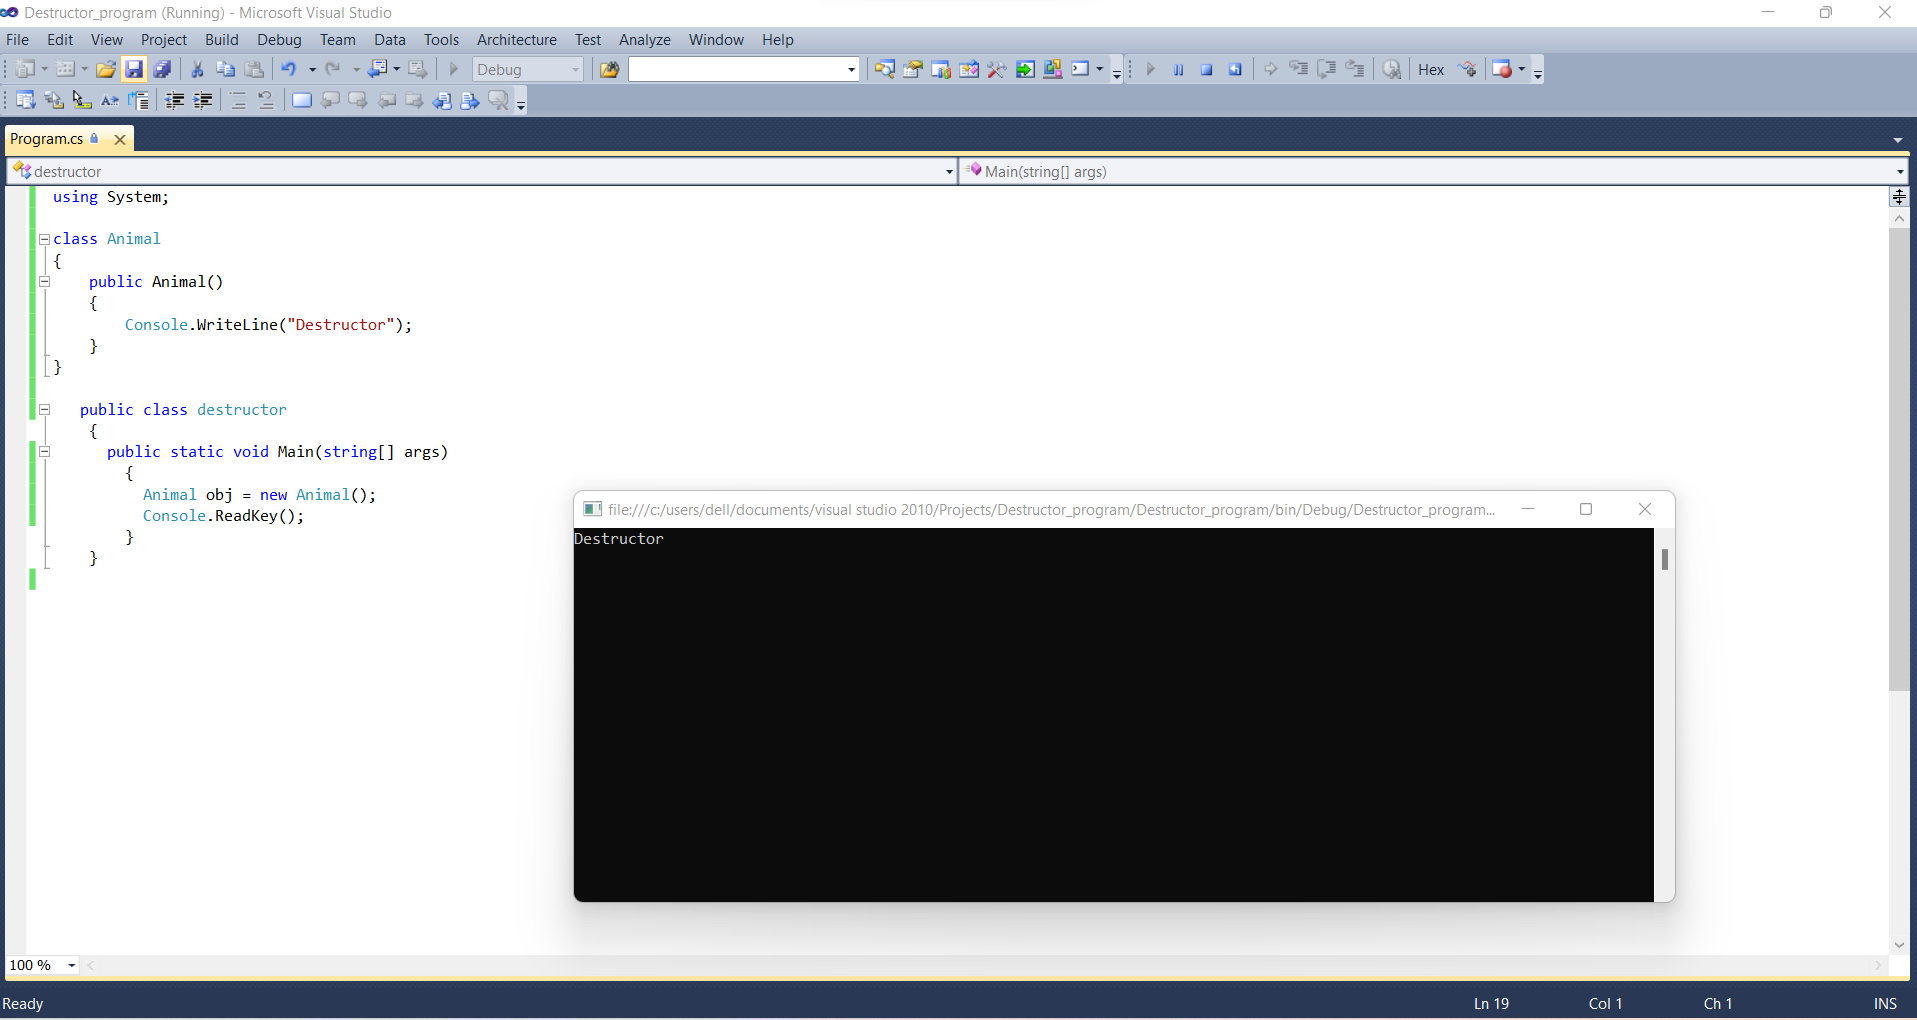 Destructor_program (Running) - Microsoft Visual Studio
File Edit View Project Build Debug Team Data Tools Architecture Test Analyze Window Help
Debug Hex
Program.cs
destructor Main(string[] args)
using System;
class Animal
{
public Animal()
{
Console.WriteLine("Destructor");
}
}
public class destructor
{
public static void Main(string[] args)
{
Animal obj = new Animal();
Console.ReadKey();
}
}
file:///c:/users/dell/documents/visual studio 2010/Projects/Destructor_program/Destructor_program/bin/Debug/Destructor_program...
Destructor
100 %
Ready Ln 19 Col 1 Ch 1 INS